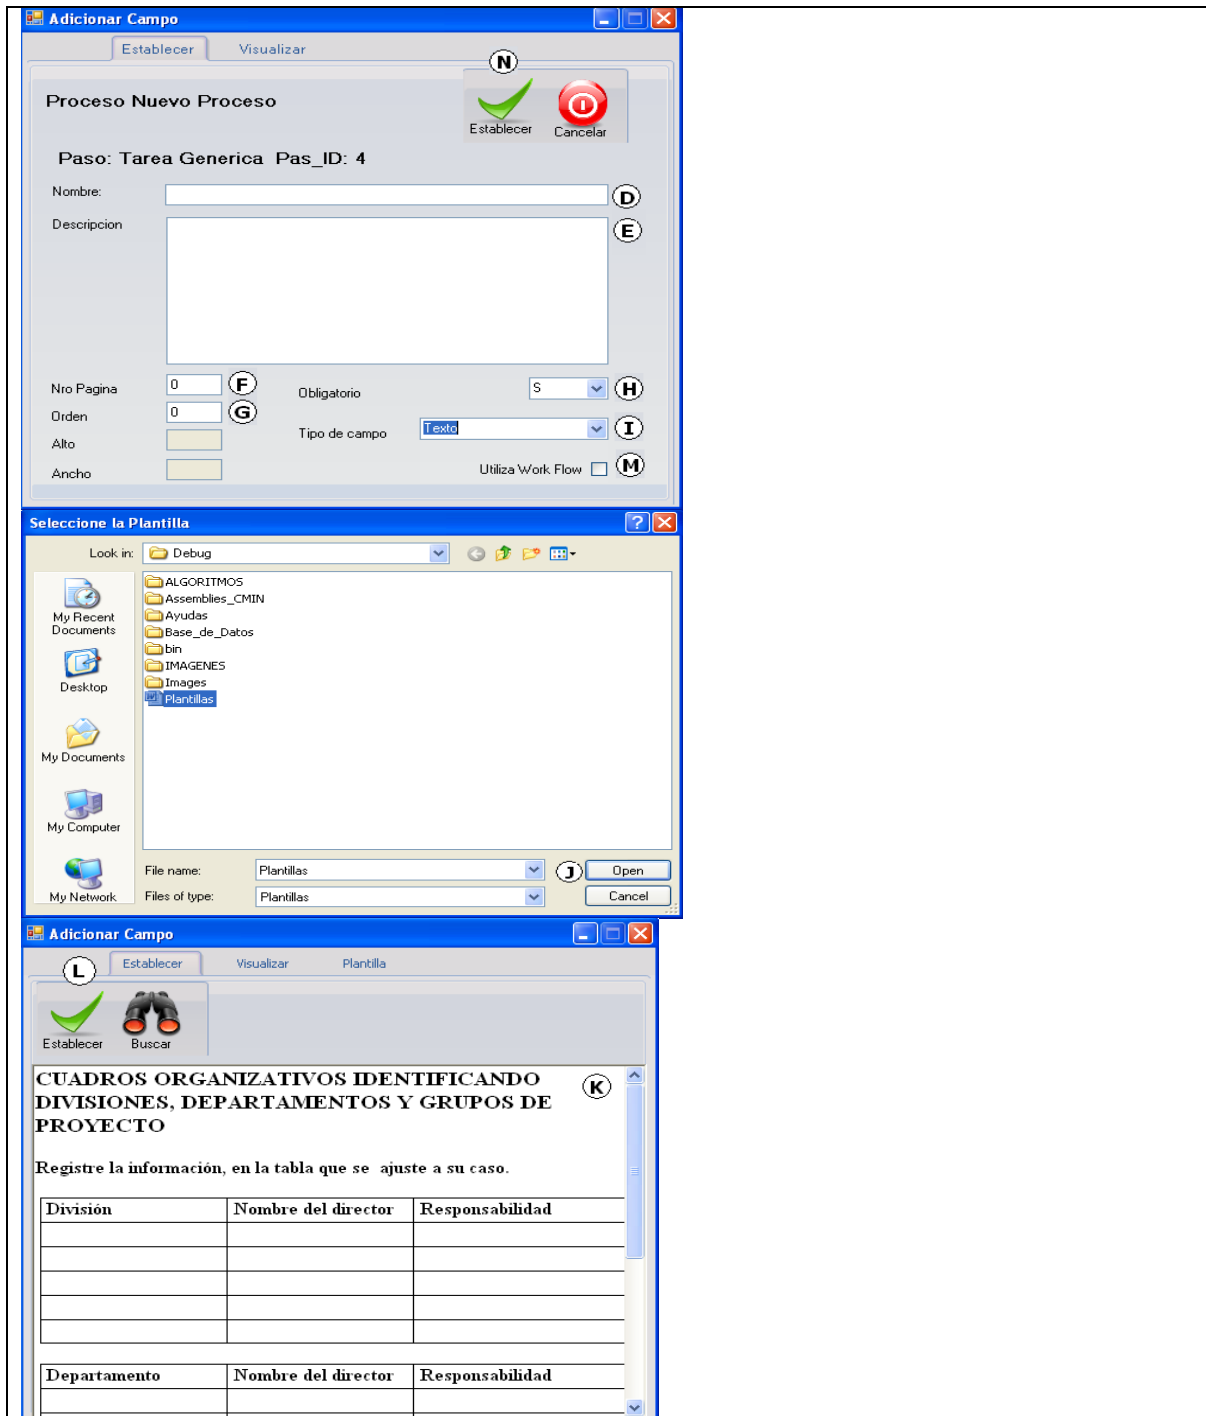 Adicionar Campo
Establecer Visualizar
N
Proceso Nuevo Proceso
Establecer Cancelar
Paso: Tarea Generica Pas_ID: 4
Nombre: D
Descripcion E
Nro Pagina 0 F Obligatorio S H
Orden 0 G
Tipo de campo Texto I
Alto
Utiliza Work Flow M
Ancho
Seleccione la Plantilla
Look in: Debug
ALGORITMOS
Assemblies_CMIN
Ayudas
Base_de_Datos
bin
IMAGENES
Images
Plantillas
My Recent
Documents
Desktop
My Documents
My Computer
My Network
File name: Plantillas J Open
Files of type: Plantillas Cancel
Adicionar Campo
L Establecer Visualizar Plantilla
Establecer Buscar
CUADROS ORGANIZATIVOS IDENTIFICANDO K
DIVISIONES, DEPARTAMENTOS Y GRUPOS DE
PROYECTO
Registre la información, en la tabla que se ajuste a su caso.
División Nombre del director Responsabilidad
Departamento Nombre del director Responsabilidad